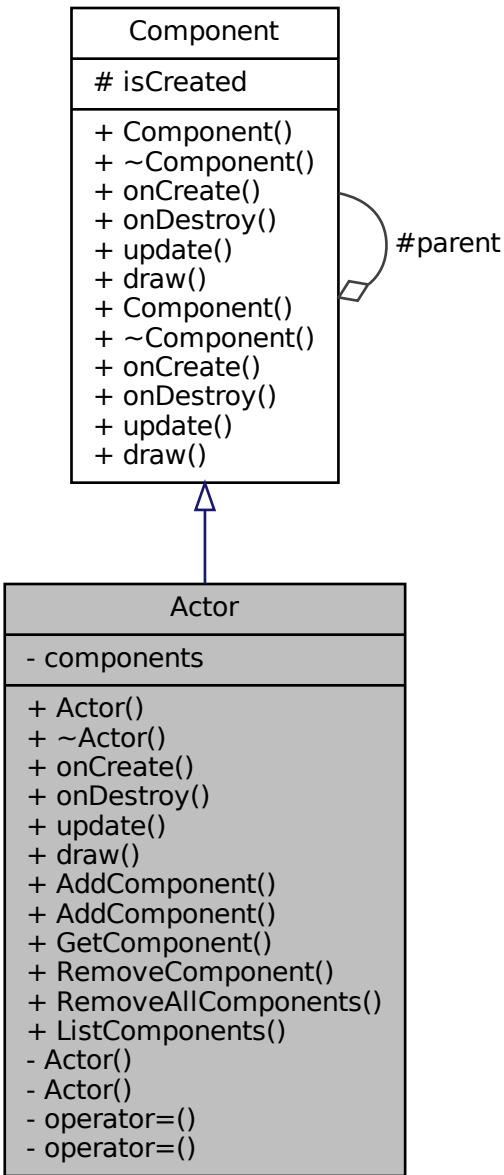 Component
# isCreated
+ Component()
+ ~Component()
+ onCreate()
+ onDestroy()
+ update()
+ draw()
+ Component()
+ ~Component()
+ onCreate()
+ onDestroy()
+ update()
+ draw()
#parent
Actor
- components
+ Actor()
+ ~Actor()
+ onCreate()
+ onDestroy()
+ update()
+ draw()
+ AddComponent()
+ AddComponent()
+ GetComponent()
+ RemoveComponent()
+ RemoveAllComponents()
+ ListComponents()
- Actor()
- Actor()
- operator=()
- operator=()